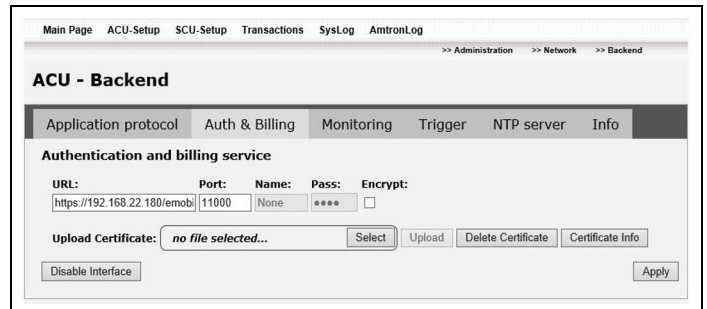 Main Page ACU-Setup SCU-Setup Transactions SysLog AmtronLog
>> Administration >> Network >> Backend
ACU - Backend
Application protocol Auth & Billing Monitoring Trigger NTP server Info
Authentication and billing service
URL: Port: Name: Pass: Encrypt:
https://192.168.22.180/emobi 11000 None ●●●●
Upload Certificate: no file selected... Select Upload Delete Certificate Certificate Info
Disable Interface Apply